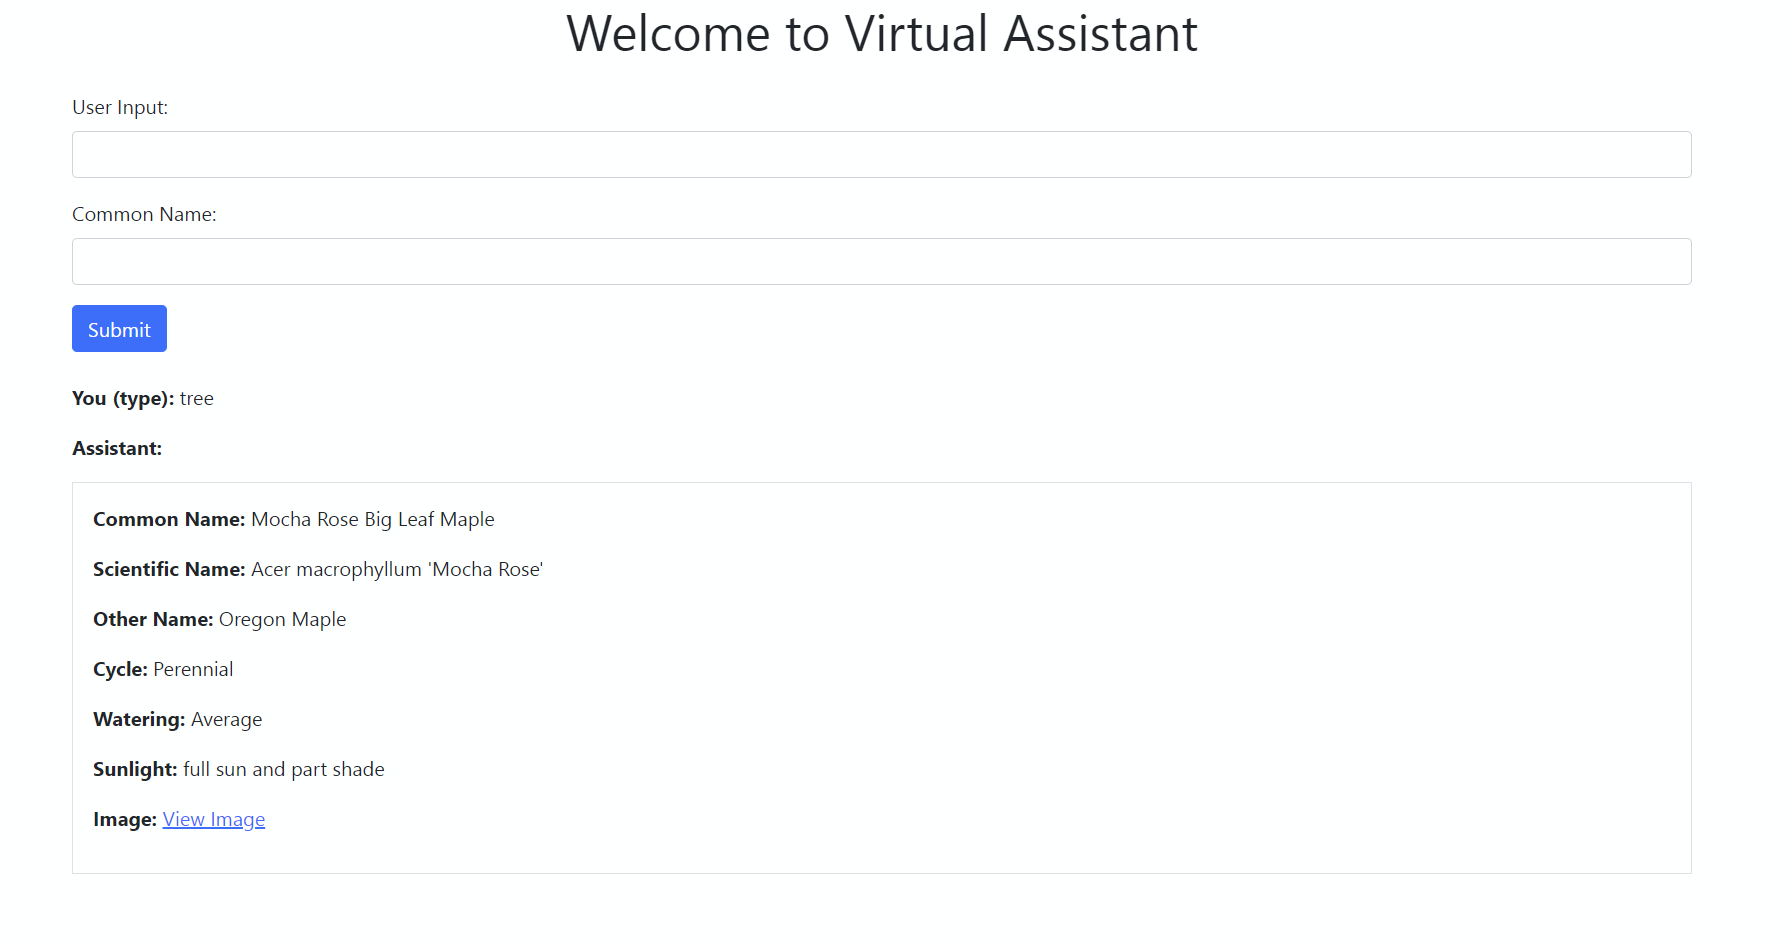 Welcome to Virtual Assistant
User Input:
Common Name:
Submit
You (type): tree
Assistant:
Common Name: Mocha Rose Big Leaf Maple
Scientific Name: Acer macrophyllum 'Mocha Rose'
Other Name: Oregon Maple
Cycle: Perennial
Watering: Average
Sunlight: full sun and part shade
Image: View Image